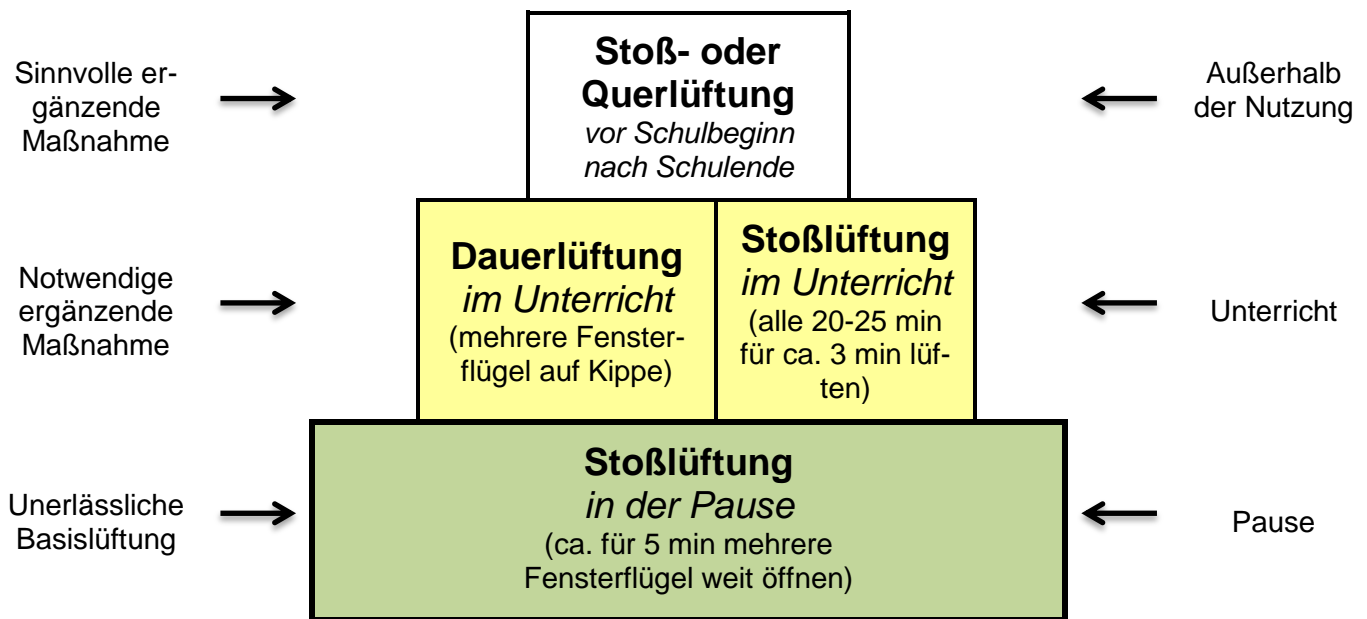 Sinnvolle er-
gänzende
Maßnahme
Stoß- oder
Querlüftung
vor Schulbeginn
nach Schulende
Außerhalb
der Nutzung
Notwendige
ergänzende
Maßnahme
Dauerlüftung
im Unterricht
(mehrere Fenster-
flügel auf Kippe)
Stoßlüftung
im Unterricht
(alle 20-25 min
für ca. 3 min lüf-
ten)
Unterricht
Unerlässliche
Basislüftung
Stoßlüftung
in der Pause
(ca. für 5 min mehrere
Fensterflügel weit öffnen)
Pause